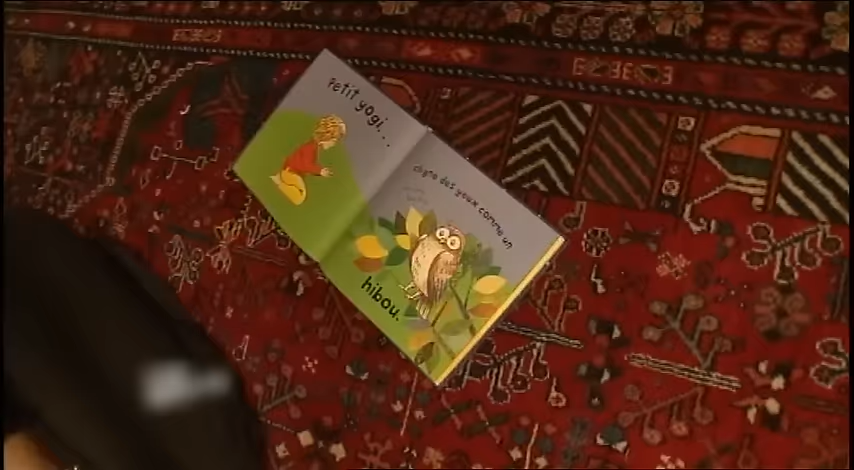 Petit yogi...
cligne des yeux comme un
hibou.